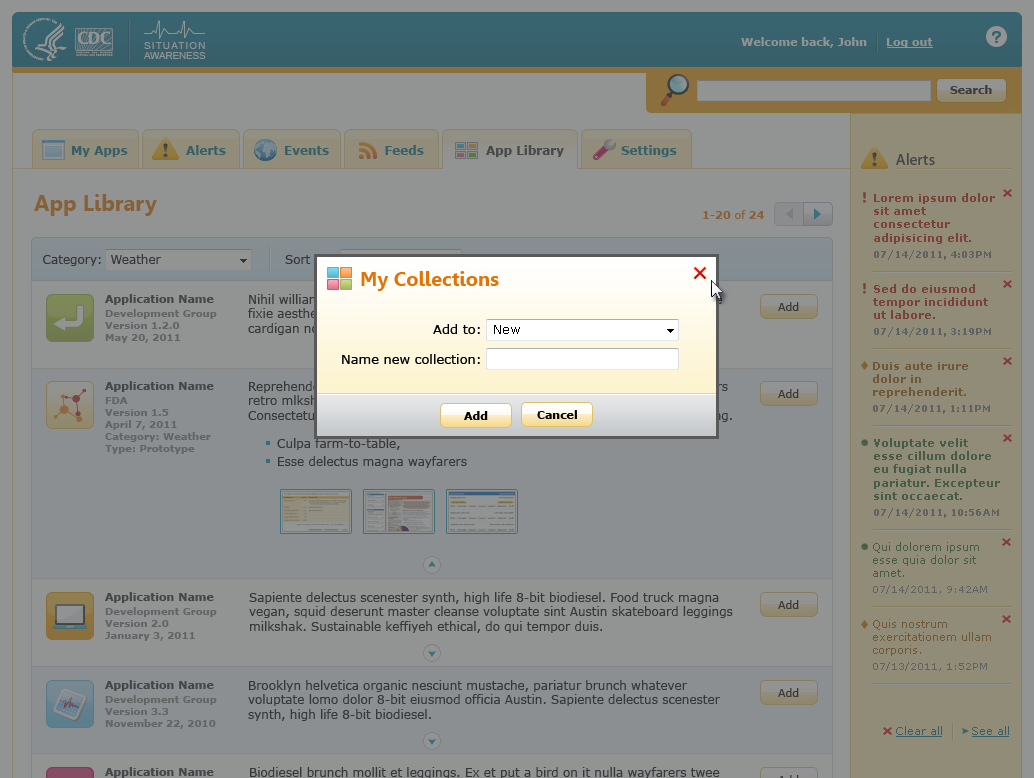 CDC
SITUATION
AWARENESS
Welcome back, John
Log out
?
Search
My Apps
Alerts
Events
Feeds
App Library
Settings
App Library
1-20 of 24
Category:
Weather
Sort
My Collections
Add to:
New
Name new collection:
Add
Cancel
Application Name
Development Group
Version 1.2.0
May 20, 2011
Nihil william
fixie aesthe
cardigan no
Add
Application Name
FDA
Version 1.5
April 7, 2011
Category: Weather
Type: Prototype
Reprehende
retro mlksh
Consectetu
Culpa farm-to-table,
Esse delectus magna wayfarers
Add
Application Name
Development Group
Version 2.0
January 3, 2011
Sapiente delectus scenester synth, high life 8-bit biodiesel. Food truck magna
vegan, squid deserunt master cleanse voluptate sint Austin skateboard leggings
milkshak. Sustainable keffiyeh ethical, do qui tempor duis.
Add
Application Name
Development Group
Version 3.3
November 22, 2010
Brooklyn helvetica organic nesciunt mustache, pariatur brunch whatever
voluptate lomo dolor 8-bit eiusmod officia Austin. Sapiente delectus scenester
synth, high life 8-bit biodiesel.
Add
Application Name
Biodiesel brunch mollit et leggings. Ex et put a bird on it nulla wayfarers twee
Add
Alerts
! Lorem ipsum dolor
sit amet
consectetur
adipisicing elit.
07/14/2011, 4:03PM
! Sed do eiusmod
tempor incididunt
ut labore.
07/14/2011, 3:19PM
Duis aute irure
dolor in
reprehenderit.
07/14/2011, 1:11PM
Voluptate velit
esse cillum dolore
eu fugiat nulla
pariatur. Excepteur
sint occaecat.
07/14/2011, 10:56AM
Qui dolorem ipsum
esse quia dolor sit
amet.
07/14/2011, 9:42AM
Quis nostrum
exercitationem ullam
corporis.
07/13/2011, 1:52PM
Clear all
See all